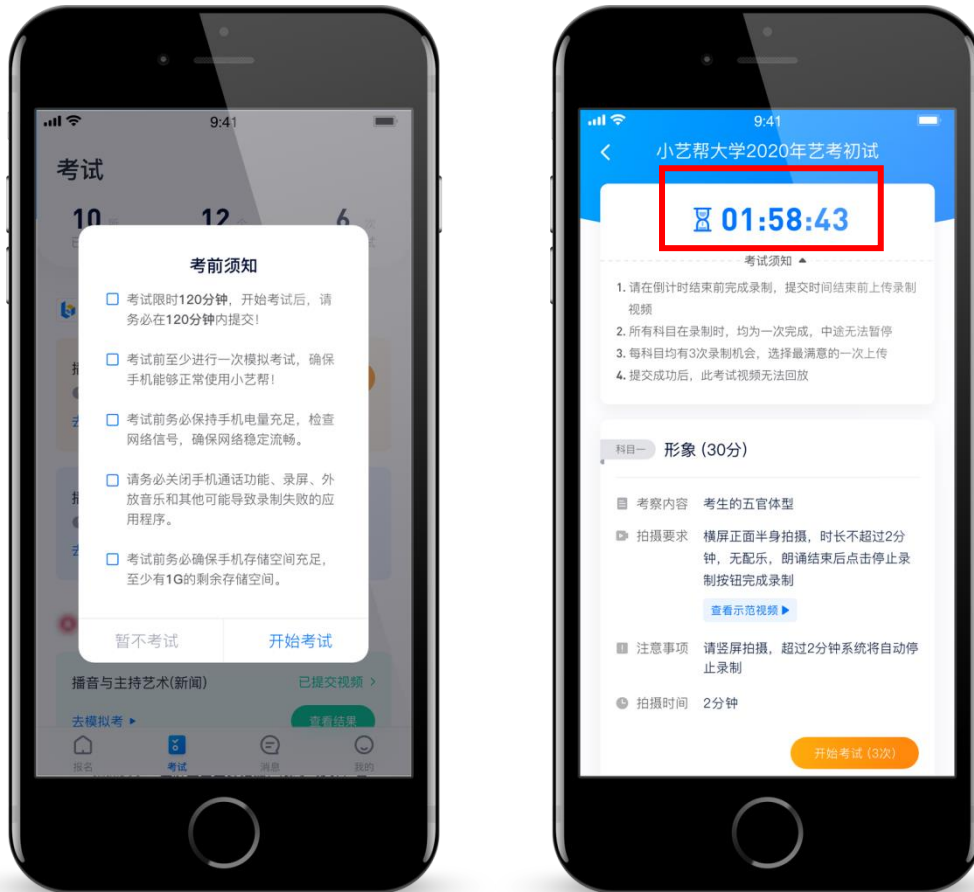 9:41
考试
10
12
6
考前须知
考试限时120分钟，开始考试后，请
务必在120分钟内提交！
考试前至少进行一次模拟考试，确保
手机能够正常使用小艺帮！
考试前务必保持手机电量充足，检查
网络信号，确保网络稳定流畅。
请务必关闭手机通话功能、录屏、外
放音乐和其他可能导致录制失败的应
用程序。
考试前务必确保手机存储空间充足，
至少有1G的剩余存储空间。
暂不考试
开始考试
播音与主持艺术(新闻)
已提交视频
去模拟考
查看结果
报名
考试
消息
我的
9:41
小艺帮大学2020年艺考初试
01:58:43
考试须知
1. 请在倒计时结束前完成录制，提交时间结束前上传录制
视频
2. 所有科目在录制时，均为一次完成，中途无法暂停
3. 每科目均有3次录制机会，选择最满意的一次上传
4. 提交成功后，此考试视频无法回放
科目一
形象 (30分)
考察内容 考生的五官体型
拍摄要求 横屏正面半身拍摄，时长不超过2分
钟，无配乐，朗诵结束后点击停止录
制按钮完成录制
查看示范视频
注意事项 请竖屏拍摄，超过2分钟系统将自动停
止录制
拍摄时间 2分钟
开始考试 (3次)